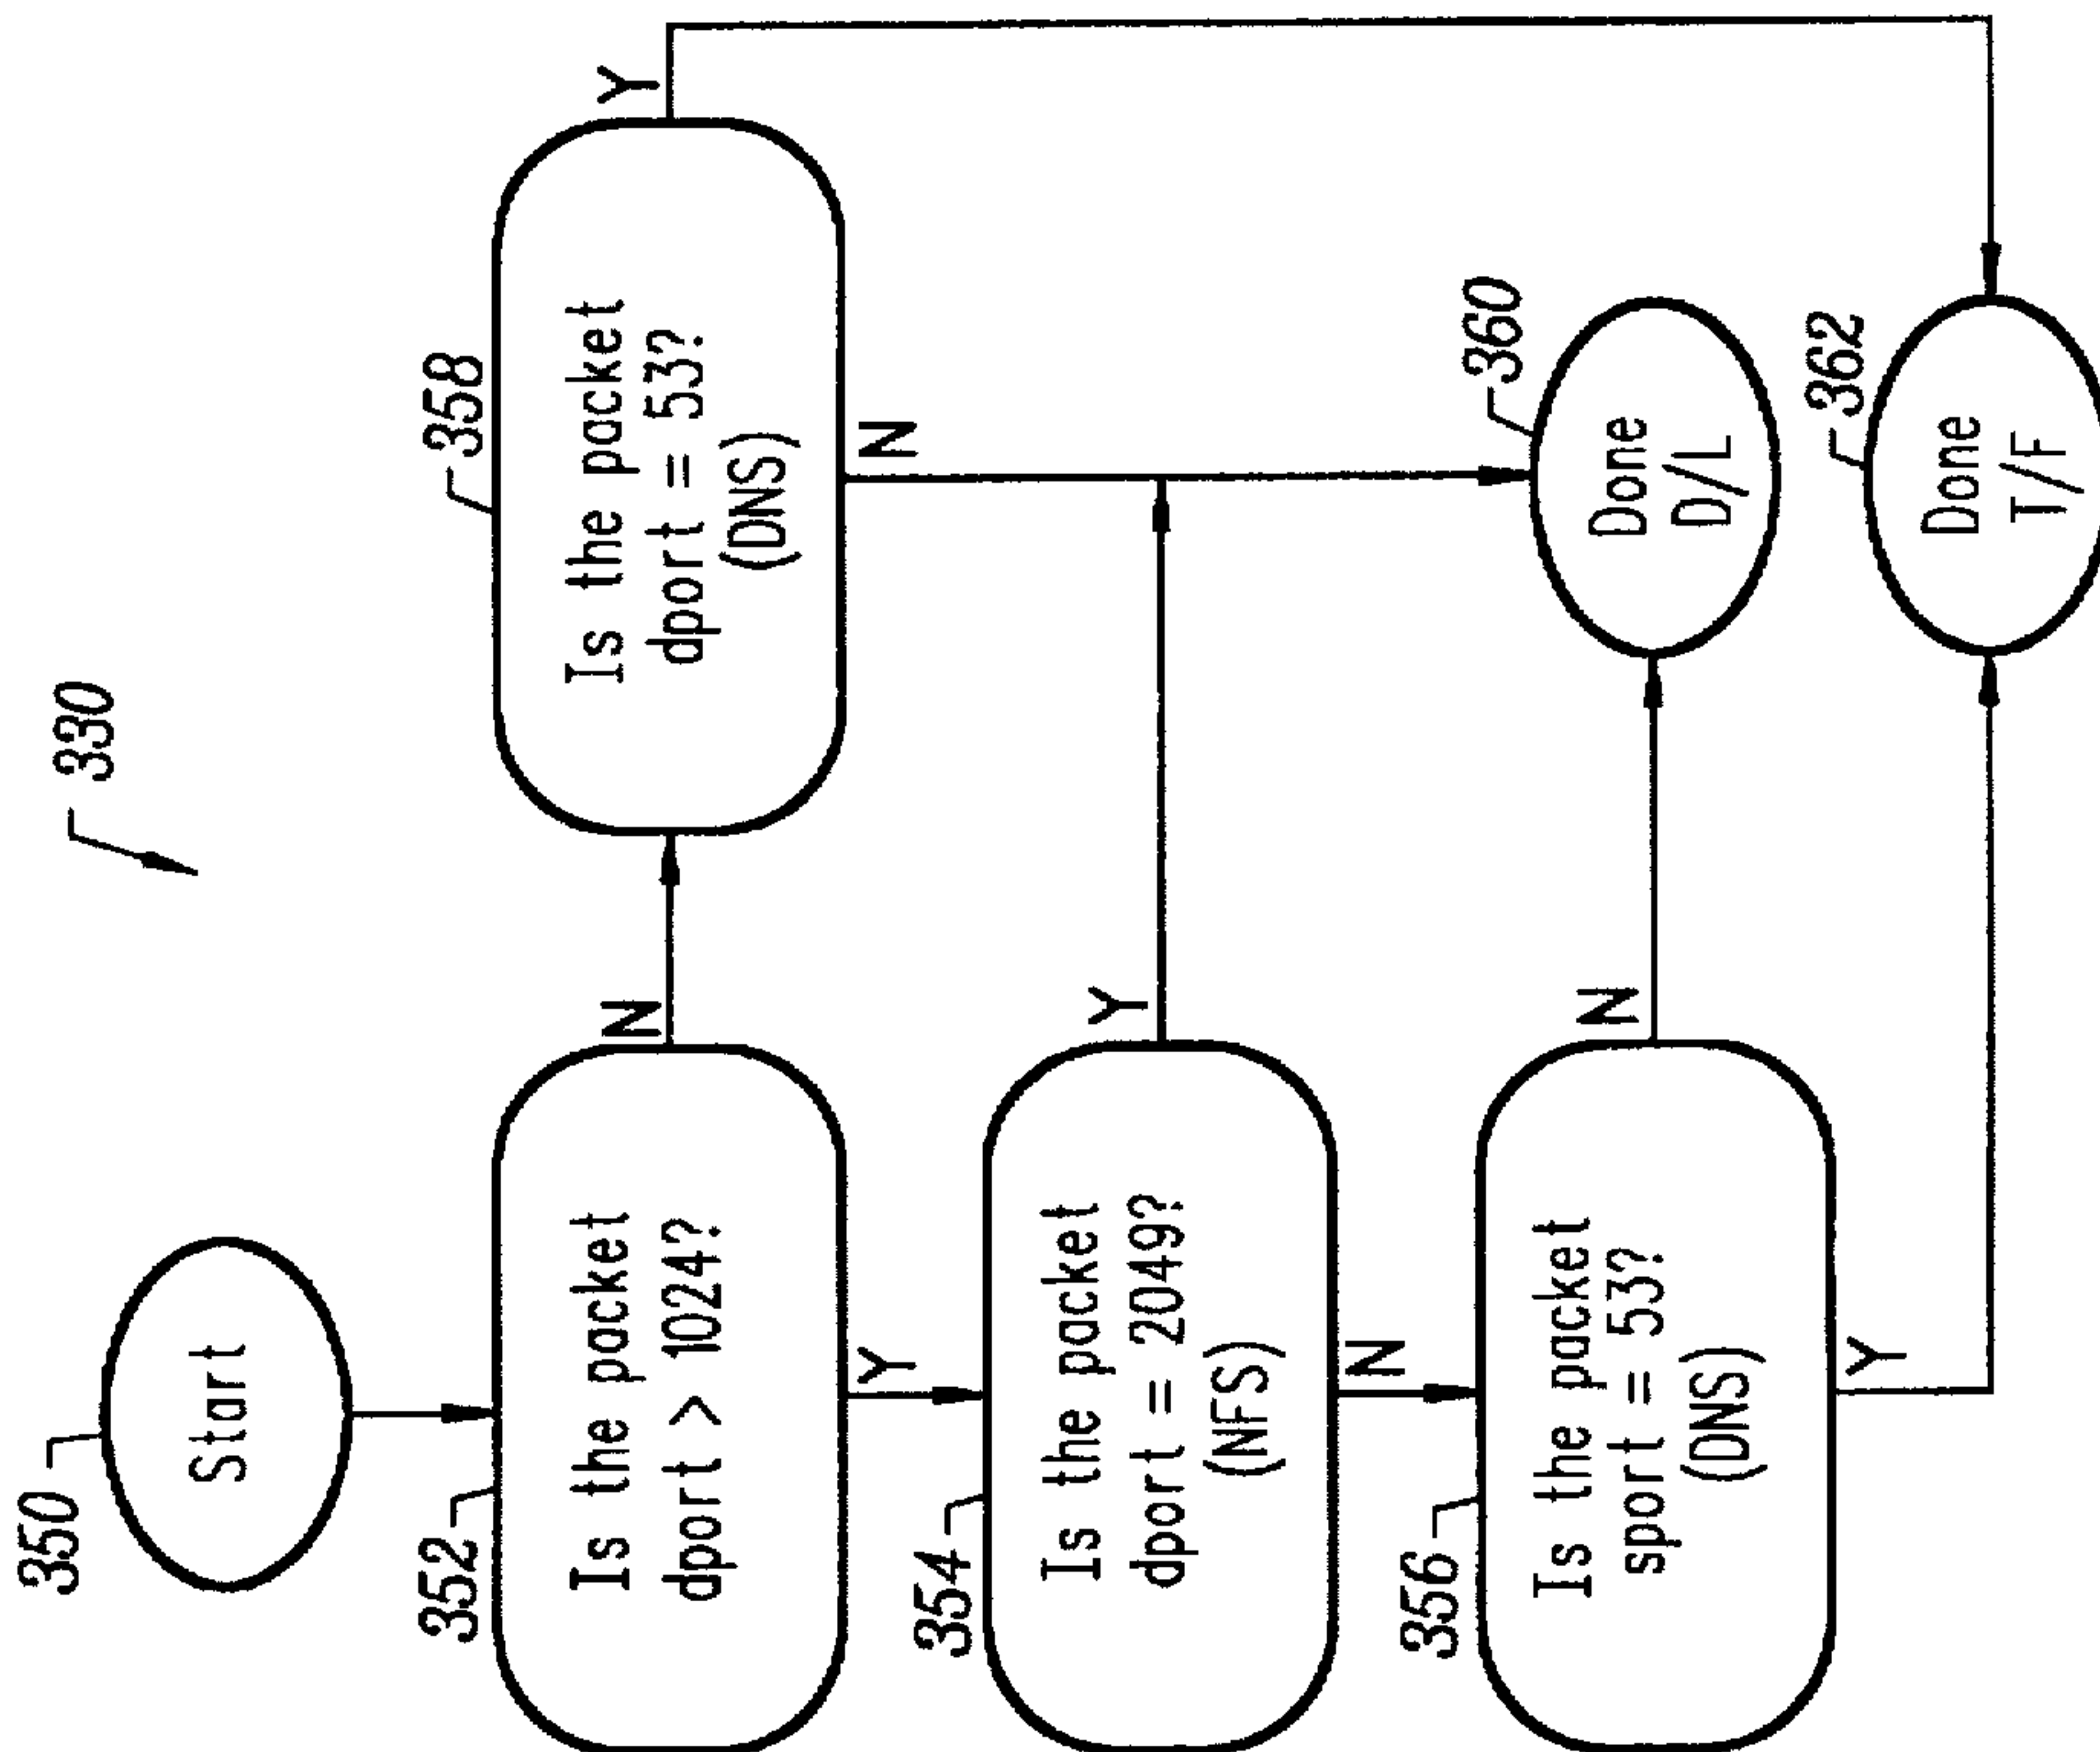 330
350
Start
352
Is the packet
dport > 1024?
N
Y
358
Is the packet
dport = 53?
(DNS)
Y
N
354
Is the packet
dport = 2049?
(NFS)
Y
N
356
Is the packet
sport = 53?
(DNS)
N
Y
360
Done
D/L
362
Done
T/F